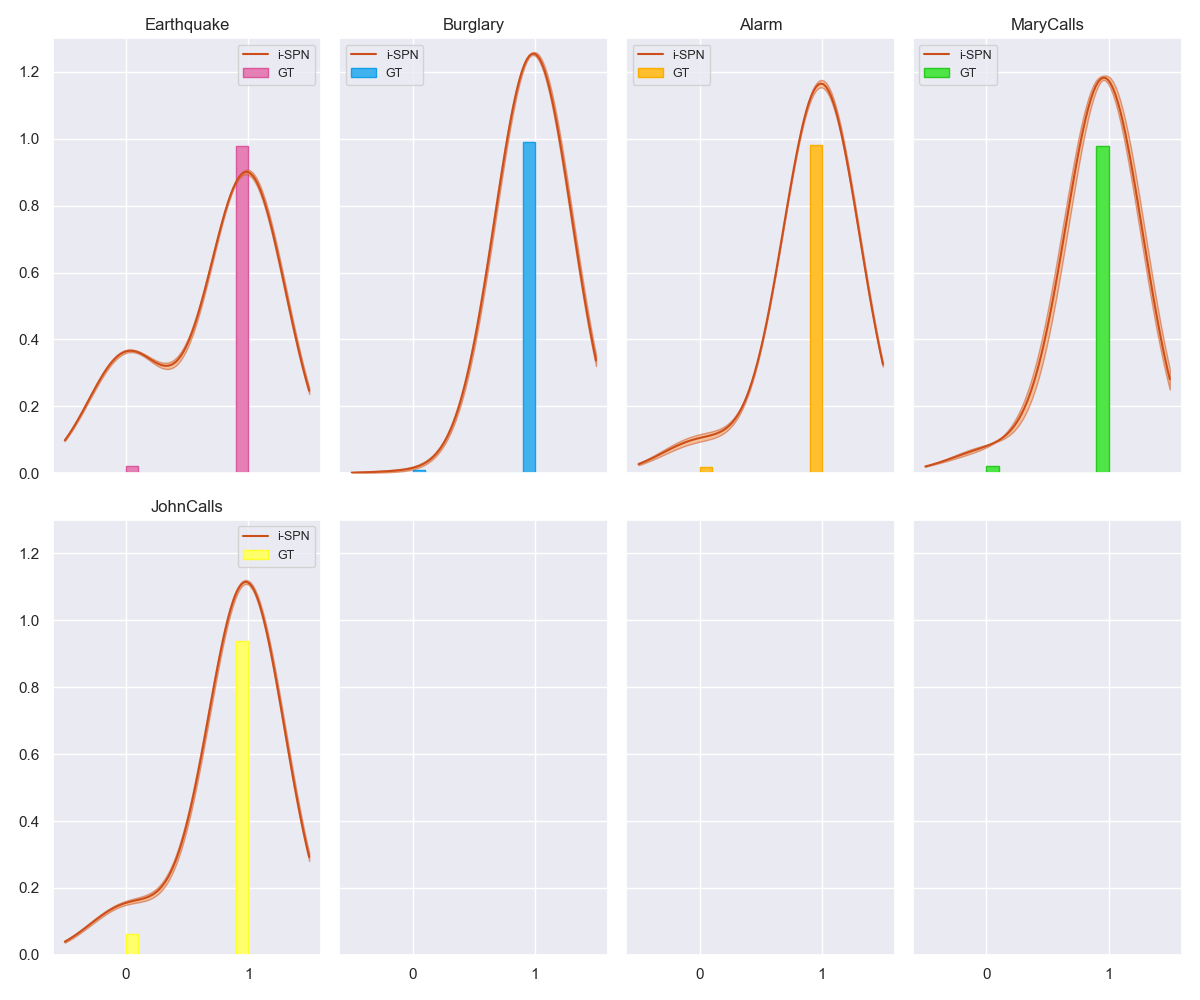 Earthquake
i-SPN
GT
1.2
1.0
0.8
0.6
0.4
0.2
0.0
Burglary
i-SPN
GT
Alarm
i-SPN
GT
MaryCalls
i-SPN
GT
JohnCalls
i-SPN
GT
1.2
1.0
0.8
0.6
0.4
0.2
0.0
0 1
0 1
0 1
0 1